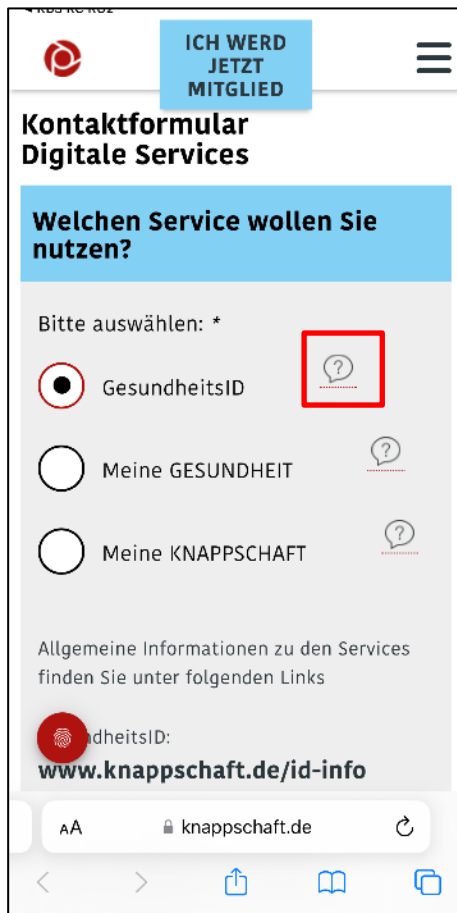 ICH WERD
JETZT
MITGLIED
Kontaktformular
Digitale Services
Welchen Service wollen Sie
nutzen?
Bitte auswählen: *
GesundheitsID
?
Meine GESUNDHEIT
?
Meine KNAPPSCHAFT
?
Allgemeine Informationen zu den Services
finden Sie unter folgenden Links
dheitsID:
www.knappschaft.de/id-info
AA
knappschaft.de